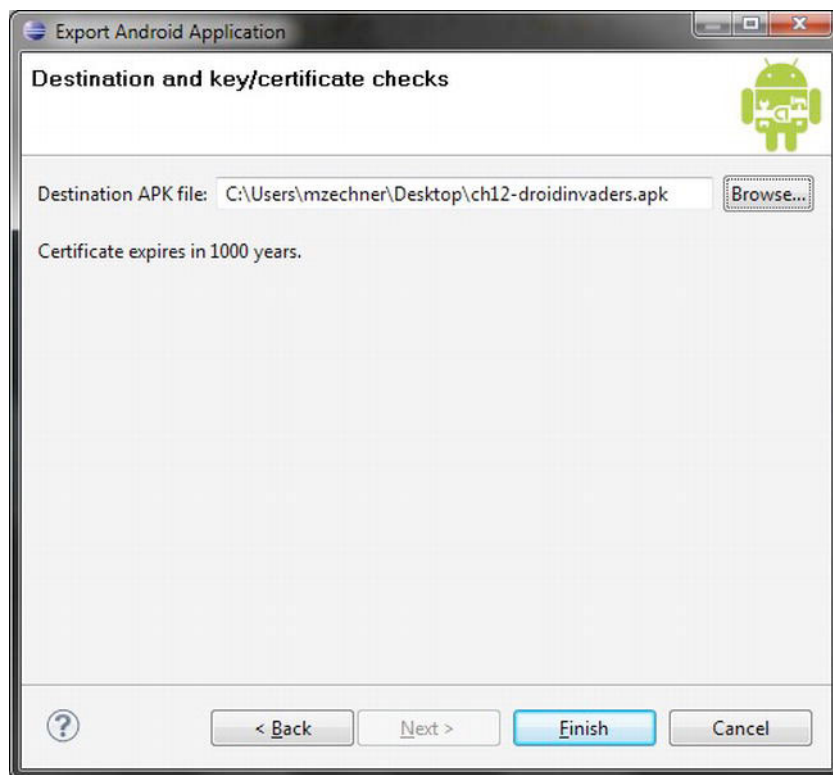 Export Android Application
Destination and key/certificate checks
Destination APK file: C:\Users\mzechner\Desktop\ch12-droidinvaders.apk Browse...
Certificate expires in 1000 years.
? < Back Next > Finish Cancel